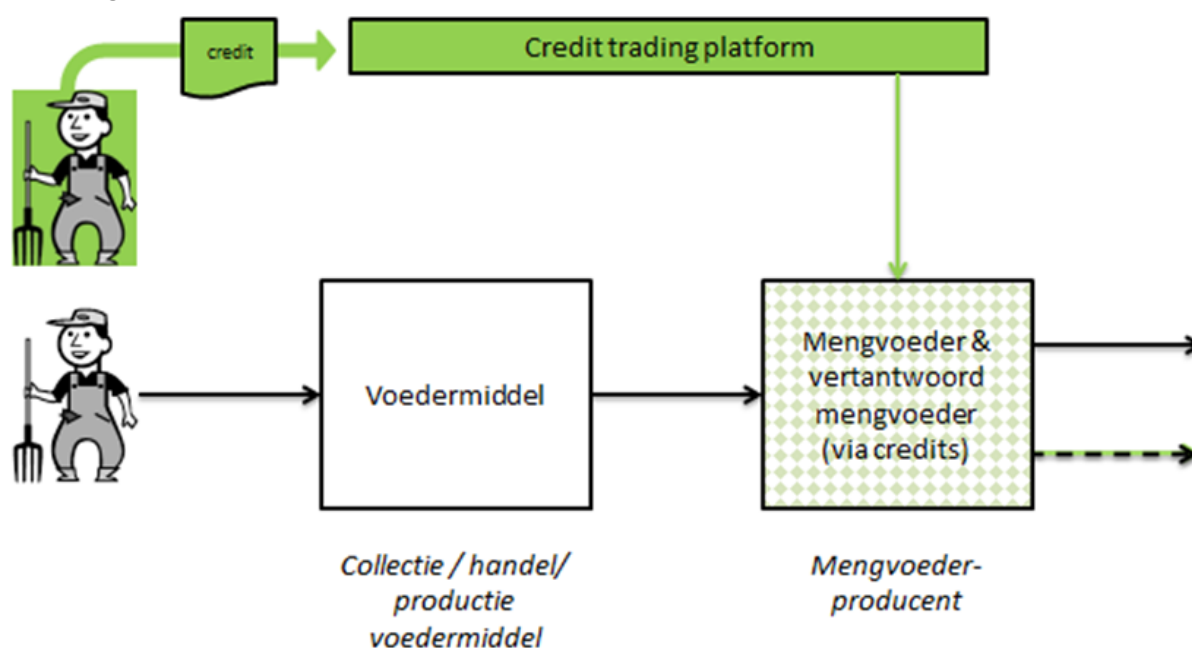 credit
Credit trading platform
Voedermiddel
Mengvoeder &
vertantwoord
mengvoeder
(via credits)
Collectie / handel/
productie
voedermiddel
Mengvoeder-
producent